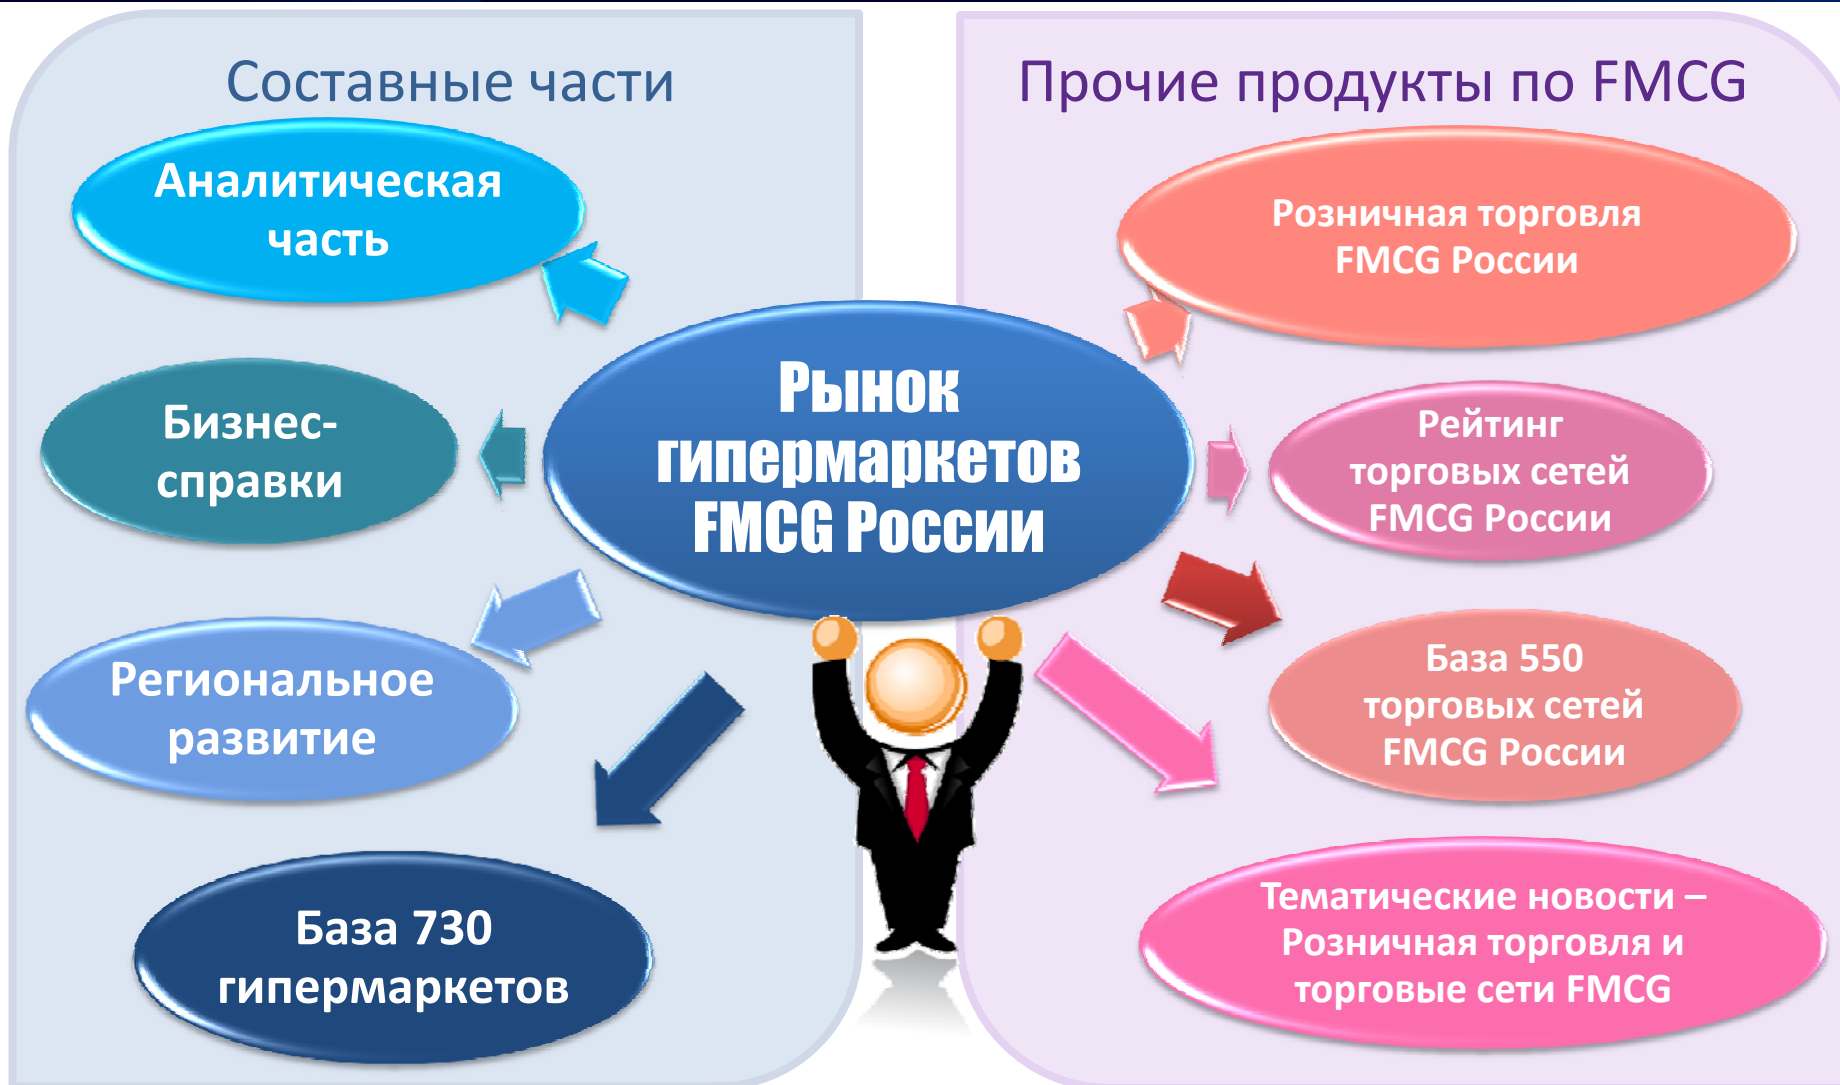 Составные части
Аналитическая
часть
Бизнес-
справки
Региональное
развитие
База 730
гипермаркетов
Рынок
гипермаркетов
FMCG России
Прочие продукты по FMCG
Розничная торговля
FMCG России
Рейтинг
торговых сетей
FMCG России
База 550
торговых сетей
FMCG России
Тематические новости –
Розничная торговля и
торговые сети FMCG